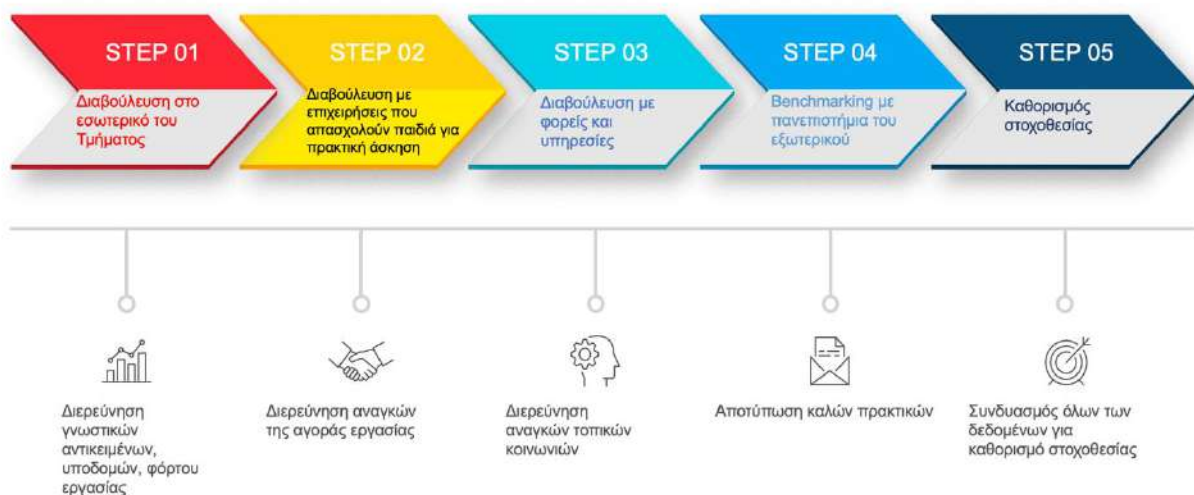 STEP 01
Διαβούλευση στο
εσωτερικό του
Τμήματος
STEP 02
Διαβούλευση με
επιχειρήσεις που
απασχολούν παιδιά για
πρακτική άσκηση
STEP 03
Διαβούλευση με
φορείς και
υπηρεσίες
STEP 04
Benchmarking με
πανεπιστήμια του
εξωτερικού
STEP 05
Καθορισμός
στοχοθεσίας
Διερεύνηση
γνωστικών
αντικειμένων,
υποδομών, φόρτου
εργασίας
Διερεύνηση αναγκών
της αγοράς εργασίας
Διερεύνηση
αναγκών τοπικών
κοινωνιών
Αποτύπωση καλών πρακτικών
Συνδυασμός όλων των
δεδομένων για
καθορισμό στοχοθεσίας